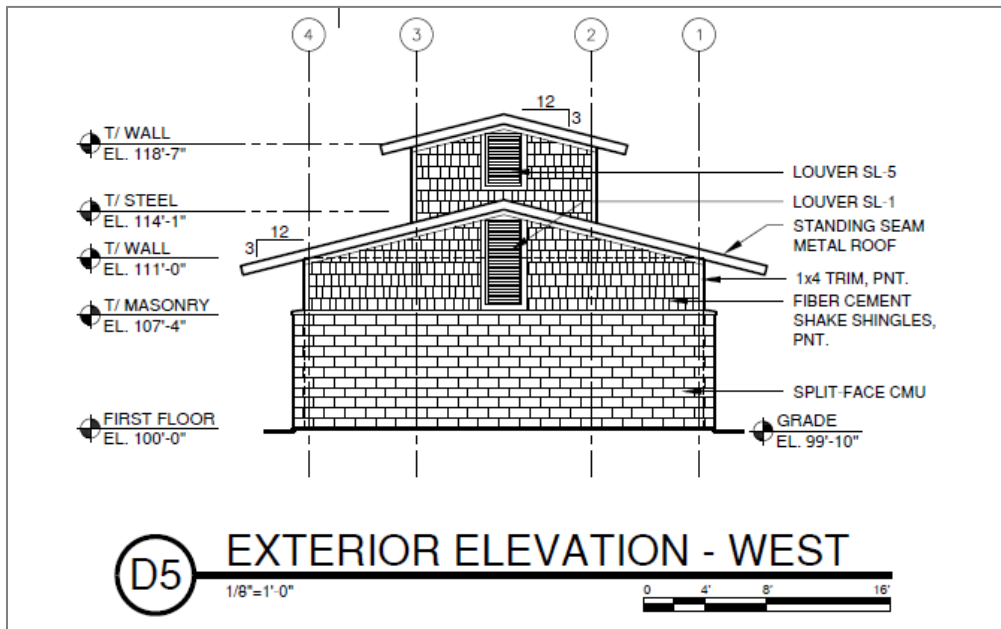 4 3 2 1
12
3
T/ WALL
EL. 118'-7"
LOUVER SL-5
T/ STEEL
EL. 114'-1"
LOUVER SL-1
12
3
STANDING SEAM
METAL ROOF
T/ WALL
EL. 111'-0"
1x4 TRIM, PNT.
T/ MASONRY
EL. 107'-4"
FIBER CEMENT
SHAKE SHINGLES,
PNT.
SPLIT-FACE CMU
FIRST FLOOR
EL. 100'-0"
GRADE
EL. 99'-10"
D5
EXTERIOR ELEVATION - WEST
1/8"=1'-0"
0 4' 8' 16'